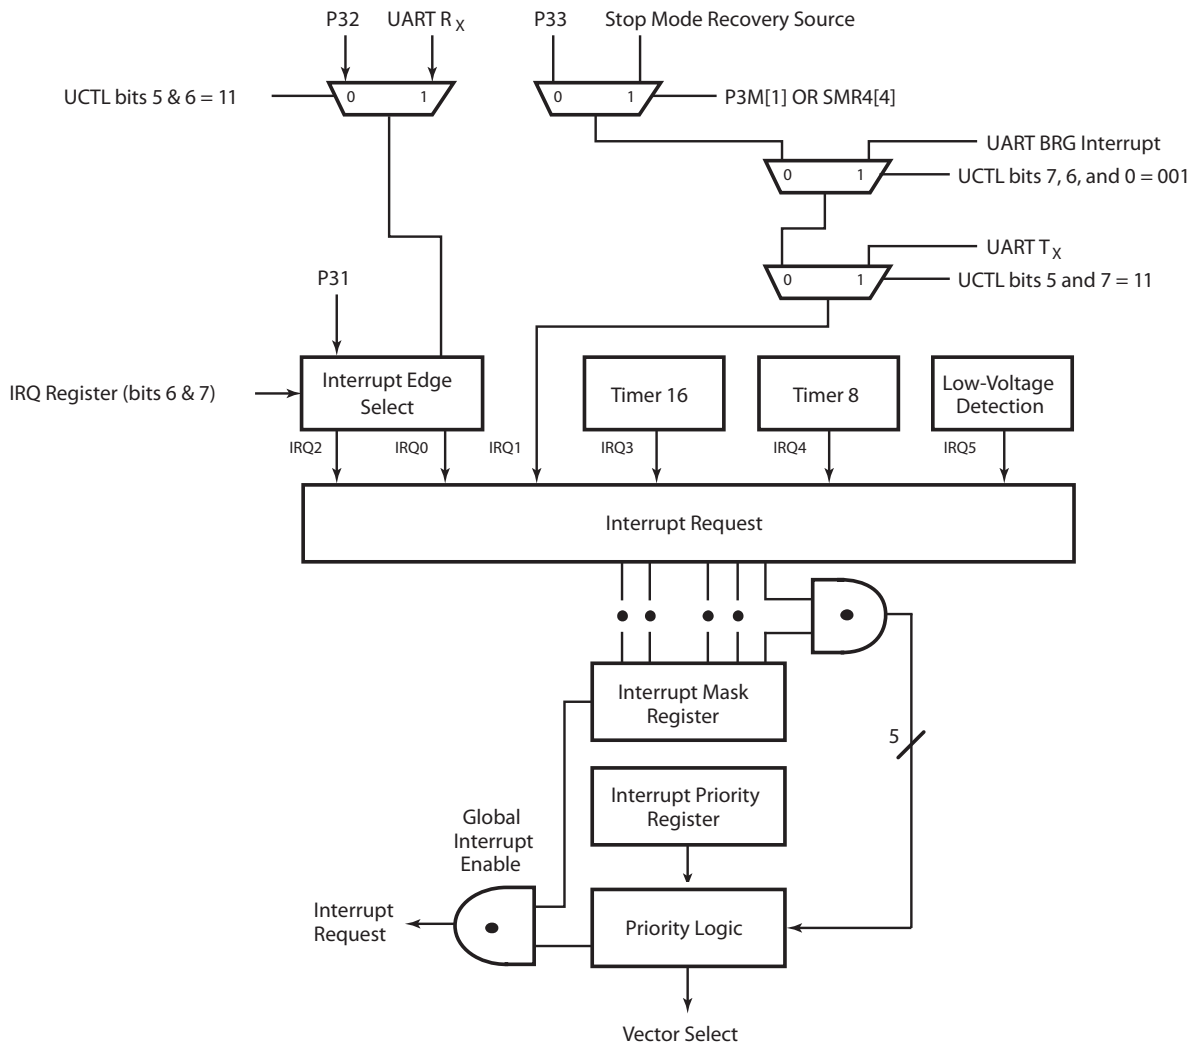 P32
UART RX
P33
Stop Mode Recovery Source
UCTL bits 5 & 6 = 11
0
1
0
1
P3M[1] OR SMR4[4]
UART BRG Interrupt
0
1
UCTL bits 7, 6, and 0 = 001
UART TX
0
1
UCTL bits 5 and 7 = 11
P31
IRQ Register (bits 6 & 7)
Interrupt Edge
Select
Timer 16
Timer 8
Low-Voltage
Detection
IRQ2
IRQ0
IRQ1
IRQ3
IRQ4
IRQ5
Interrupt Request
Interrupt Mask
Register
5
Interrupt Priority
Register
Global
Interrupt
Enable
Interrupt
Request
Priority Logic
Vector Select